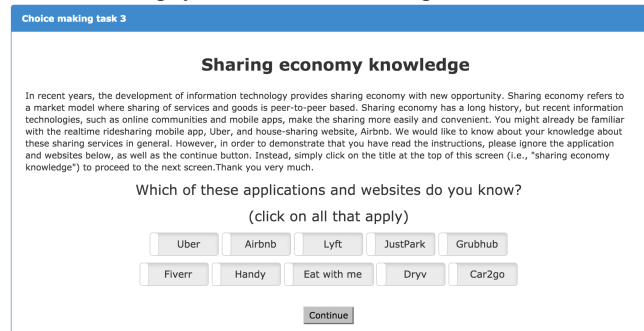 Choice making task 3
Sharing economy knowledge
In recent years, the development of information technology provides sharing economy with new opportunity. Sharing economy refers to
a market model where sharing of services and goods is peer-to-peer based. Sharing economy has a long history, but recent information
technologies, such as online communities and mobile apps, make the sharing more easily and convenient. You might already be familiar
with the realtime ridesharing mobile app, Uber, and house-sharing website, Airbnb. We would like to know about your knowledge about
these sharing services in general. However, in order to demonstrate that you have read the instructions, please ignore the application
and websites below, as well as the continue button. Instead, simply click on the title at the top of this screen (i.e., "sharing economy
knowledge") to proceed to the next screen.Thank you very much.
Which of these applications and websites do you know?
(click on all that apply)
Uber Airbnb Lyft JustPark Grubhub
Fiverr Handy Eat with me Dryv Car2go
Continue